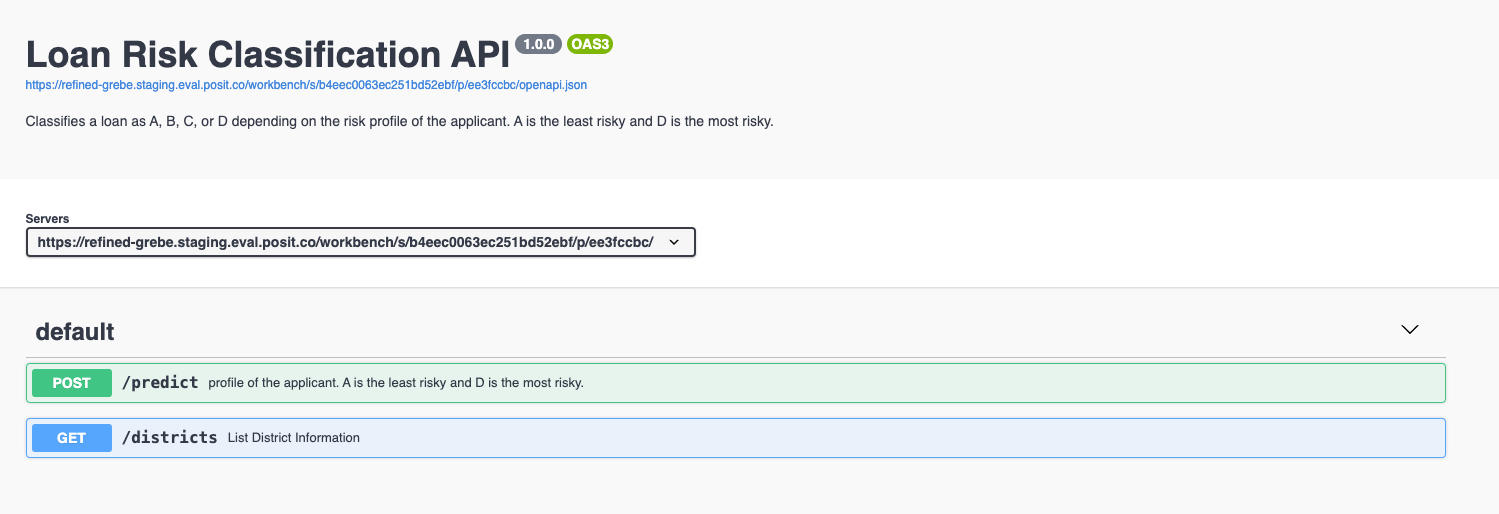 Loan Risk Classification API 1.0.0 OAS3
https://refined-grebe.staging.eval.posit.co/workbench/s/b4eec0063ec251bd52ebf/p/ee3fccbc/openapi.json
Classifies a loan as A, B, C, or D depending on the risk profile of the applicant. A is the least risky and D is the most risky.
Servers
https://refined-grebe.staging.eval.posit.co/workbench/s/b4eec0063ec251bd52ebf/p/ee3fccbc/
default
POST /predict profile of the applicant. A is the least risky and D is the most risky.
GET /districts List District Information